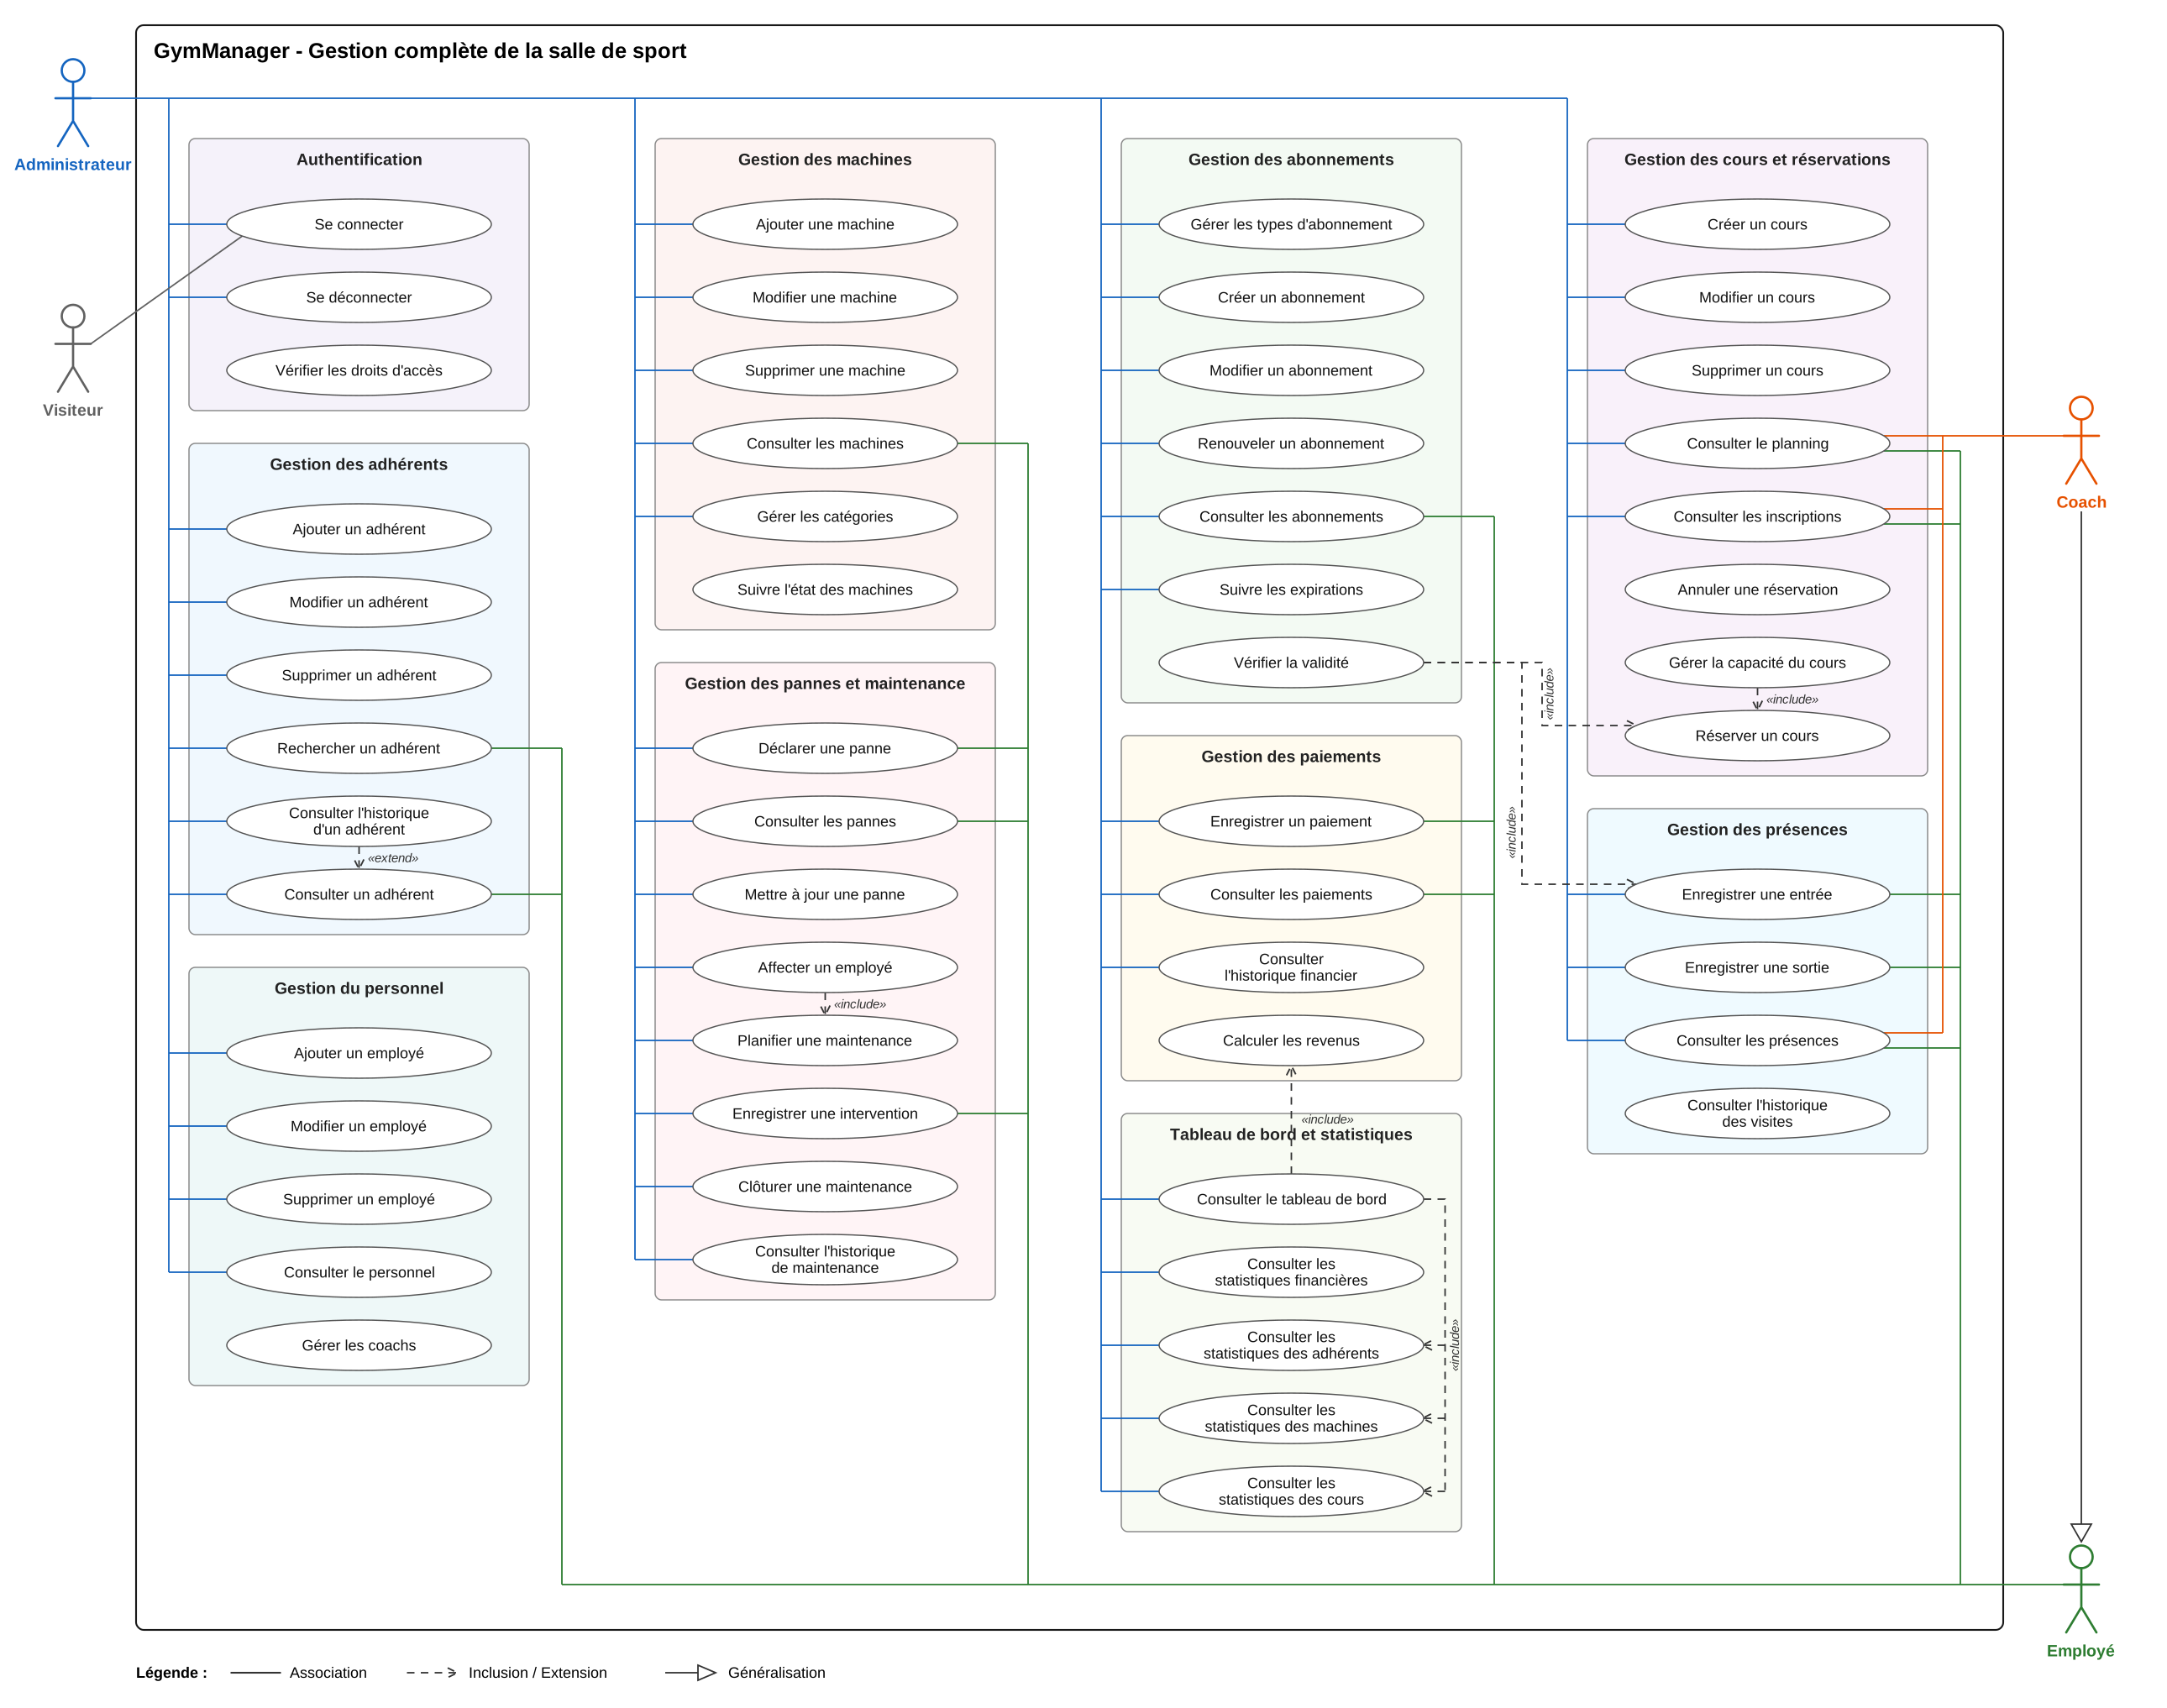 GymManager - Gestion complète de la salle de sport
Administrateur
Visiteur
Authentification
Se connecter
Se déconnecter
Vérifier les droits d'accès
Gestion des adhérents
Ajouter un adhérent
Modifier un adhérent
Supprimer un adhérent
Rechercher un adhérent
Consulter l'historique
d'un adhérent
«extend»
Consulter un adhérent
Gestion du personnel
Ajouter un employé
Modifier un employé
Supprimer un employé
Consulter le personnel
Gérer les coachs
Gestion des machines
Ajouter une machine
Modifier une machine
Supprimer une machine
Consulter les machines
Gérer les catégories
Suivre l'état des machines
Gestion des pannes et maintenance
Déclarer une panne
Consulter les pannes
Mettre à jour une panne
Affecter un employé
«include»
Planifier une maintenance
Enregistrer une intervention
Clôturer une maintenance
Consulter l'historique
de maintenance
Gestion des abonnements
Gérer les types d'abonnement
Créer un abonnement
Modifier un abonnement
Renouveler un abonnement
Consulter les abonnements
Suivre les expirations
Vérifier la validité
«include»
«include»
Gestion des paiements
Enregistrer un paiement
Consulter les paiements
Consulter
l'historique financier
Calculer les revenus
«include»
Tableau de bord et statistiques
Consulter le tableau de bord
Consulter les
statistiques financières
Consulter les
statistiques des adhérents
«include»
Consulter les
statistiques des machines
Consulter les
statistiques des cours
Gestion des cours et réservations
Créer un cours
Modifier un cours
Supprimer un cours
Consulter le planning
Consulter les inscriptions
Annuler une réservation
Gérer la capacité du cours
«include»
Réserver un cours
Gestion des présences
Enregistrer une entrée
Enregistrer une sortie
Consulter les présences
Consulter l'historique
des visites
Coach
Employé
Légende :
Association
Inclusion / Extension
Généralisation